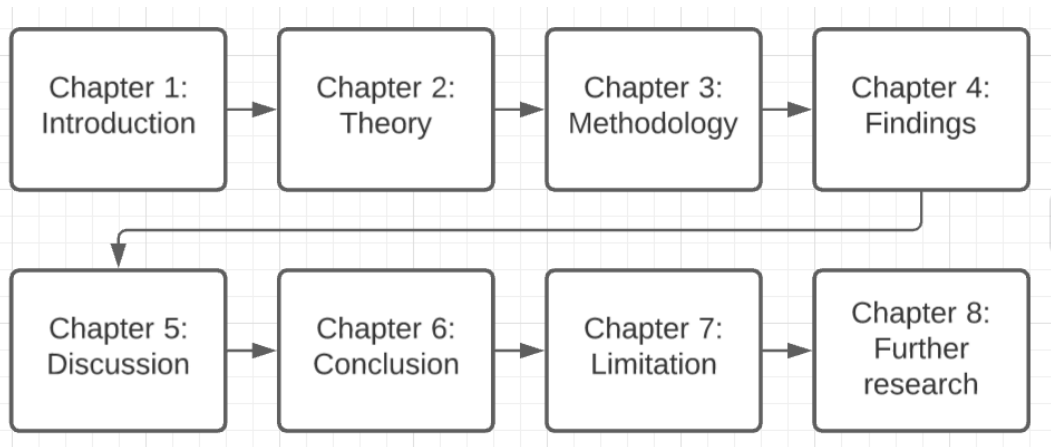 Chapter 1:
Introduction
Chapter 2:
Theory
Chapter 3:
Methodology
Chapter 4:
Findings
Chapter 5:
Discussion
Chapter 6:
Conclusion
Chapter 7:
Limitation
Chapter 8:
Further
research